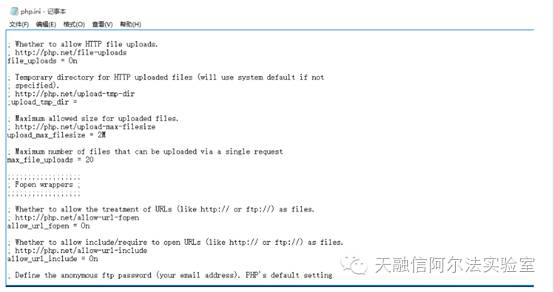 php.ini - 记事本
文件(F) 编辑(E) 格式(O) 查看(V) 帮助(H)
; Whether to allow HTTP file uploads.
; http://php.net/file-uploads
file_uploads = On
; Temporary directory for HTTP uploaded files (will use system default if not
; specified).
; http://php.net/upload-tmp-dir
;upload_tmp_dir =
; Maximum allowed size for uploaded files.
; http://php.net/upload-max-filesize
upload_max_filesize = 2M
; Maximum number of files that can be uploaded via a single request
max_file_uploads = 20
;;;;;;;;;;;;;;;;;;
; Fopen wrappers ;
;;;;;;;;;;;;;;;;;;
; Whether to allow the treatment of URLs (like http:// or ftp://) as files.
; http://php.net/allow-url-fopen
allow_url_fopen = On
; Whether to allow include/require to open URLs (like http:// or ftp://) as files.
; http://php.net/allow-url-include
allow_url_include = On
; Define the anonymous ftp password (your email address). PHP's default setting
天融信阿尔法实验室